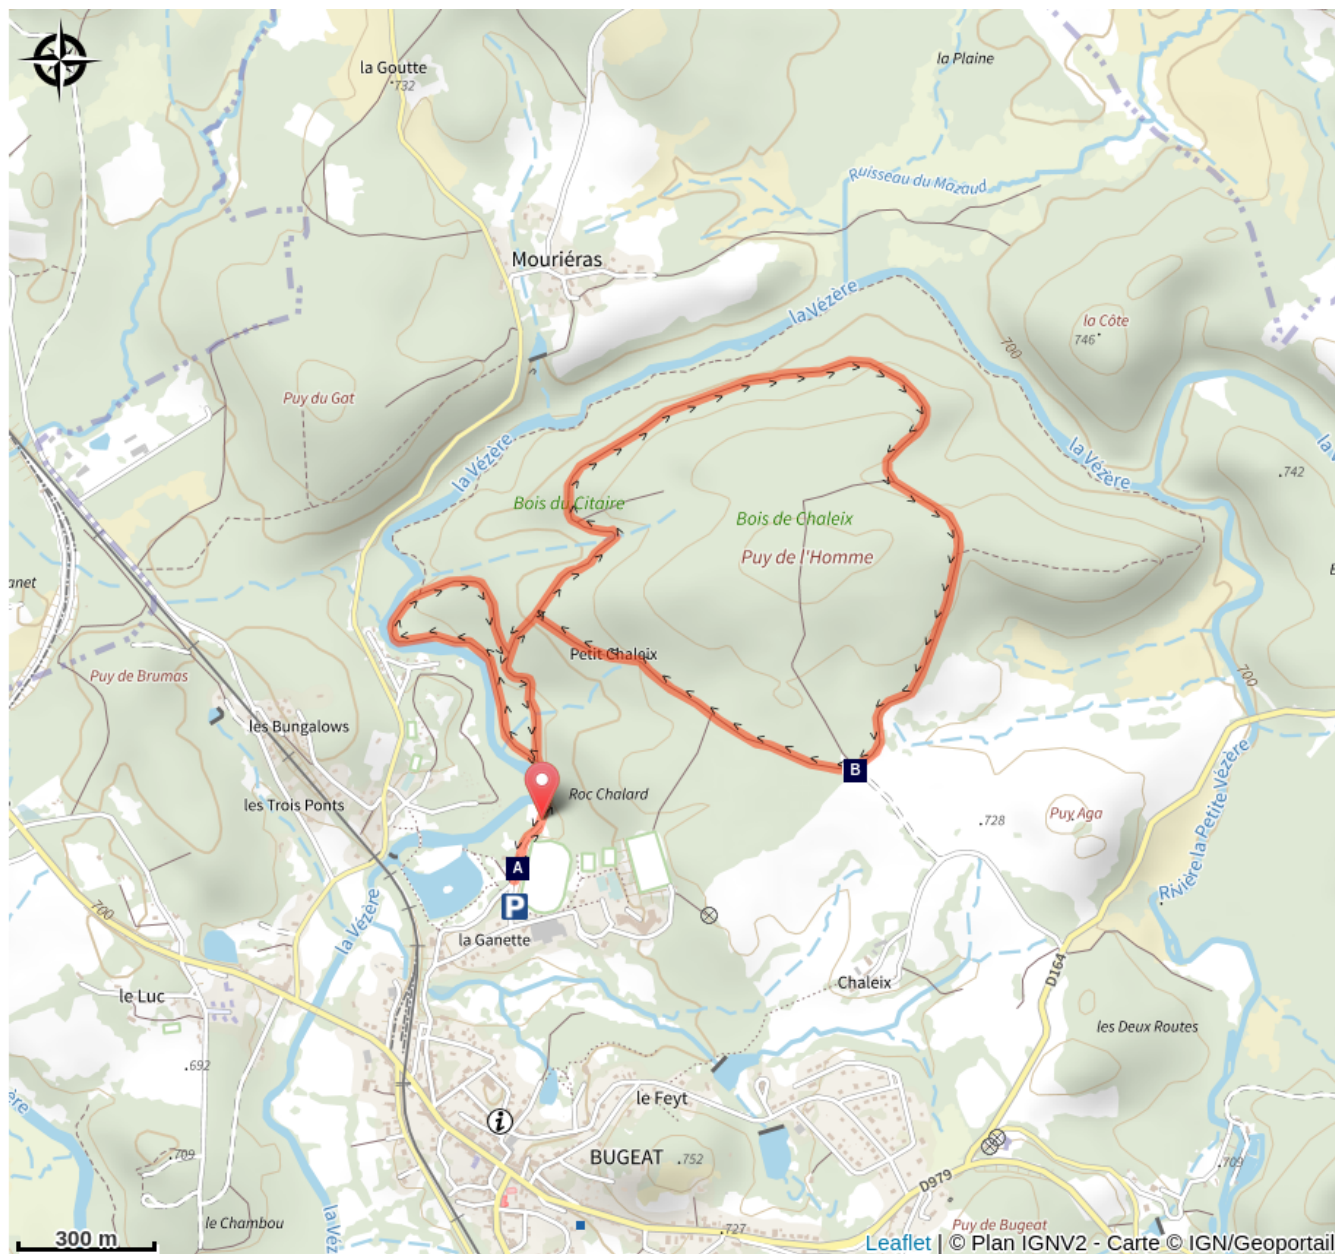 la Plaine
la Goutte
732
Ruisseau du Mazaud
Mouriéras
la Vézère
la Côte
746
700
Puy du Gat
la Vézère
la Vézère
742
Bois du Citaire
Bois de Chaleix
Puy de l'Homme
Petit Chaleix
Puy de Brumas
700
les Bungalows
B
Roc Chalard
les Trois Ponts
728
Puy Aga
Rivière la Petite Vézère
A
P
700
la Vézère
la Ganette
D164
Chaleix
le Luc
les Deux Routes
692
le Feyt
i
BUGEAT
752
709
709
D979
le Chambou
727
Puy de Bugeat
300 m
Leaflet | © Plan IGNV2 - Carte © IGN/Geoportail